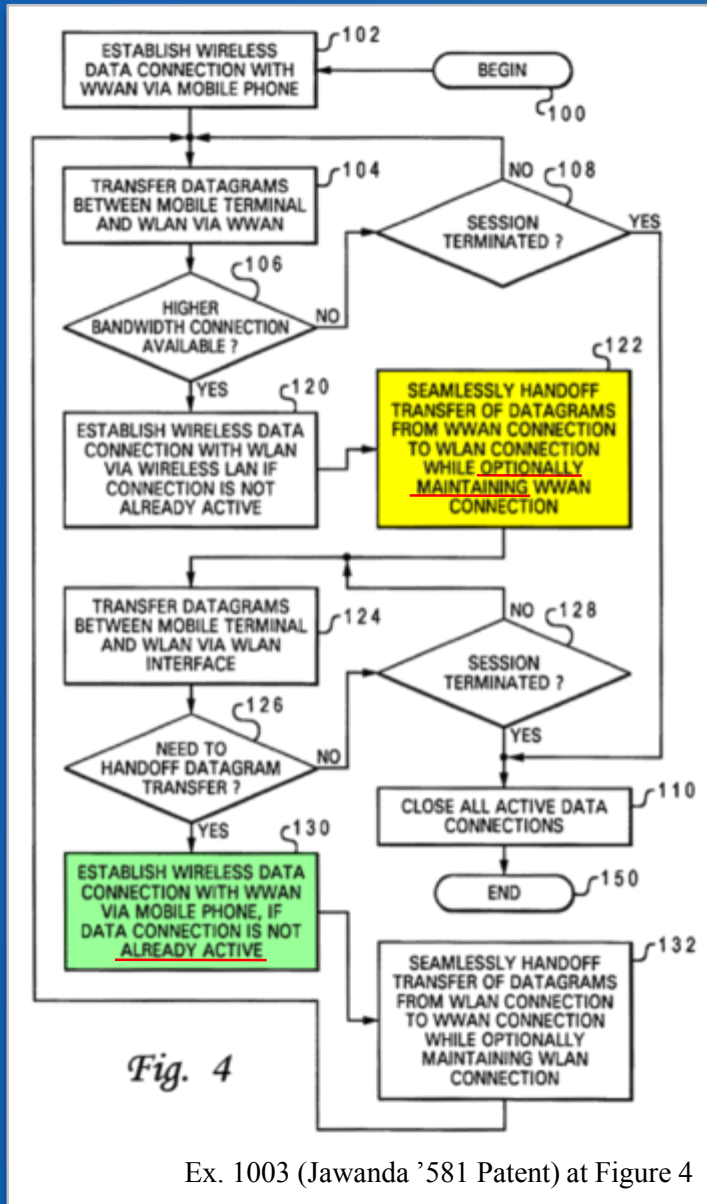 102
ESTABLISH WIRELESS
DATA CONNECTION WITH
WWAN VIA MOBILE PHONE
BEGIN
100
104
TRANSFER DATAGRAMS
BETWEEN MOBILE TERMINAL
AND WLAN VIA WWAN
NO
108
SESSION
TERMINATED ?
YES
106
HIGHER
BANDWIDTH CONNECTION
AVAILABLE ?
NO
YES
120
ESTABLISH WIRELESS DATA
CONNECTION WITH WLAN
VIA WIRELESS LAN IF
CONNECTION IS NOT
ALREADY ACTIVE
122
SEAMLESSLY HANDOFF
TRANSFER OF DATAGRAMS
FROM WWAN CONNECTION
TO WLAN CONNECTION
WHILE OPTIONALLY
MAINTAINING WWAN
CONNECTION
TRANSFER DATAGRAMS
BETWEEN MOBILE TERMINAL
AND WLAN VIA WLAN
INTERFACE
124
NO
128
SESSION
TERMINATED ?
YES
126
NEED TO
HANDOFF DATAGRAM
TRANSFER ?
NO
YES
110
CLOSE ALL ACTIVE DATA
CONNECTIONS
END
150
130
ESTABLISH WIRELESS DATA
CONNECTION WITH WWAN
VIA MOBILE PHONE, IF
DATA CONNECTION IS NOT
ALREADY ACTIVE
132
SEAMLESSLY HANDOFF
TRANSFER OF DATAGRAMS
FROM WLAN CONNECTION
TO WWAN CONNECTION
WHILE OPTIONALLY
MAINTAINING WLAN
CONNECTION
Fig. 4
Ex. 1003 (Jawanda ’581 Patent) at Figure 4